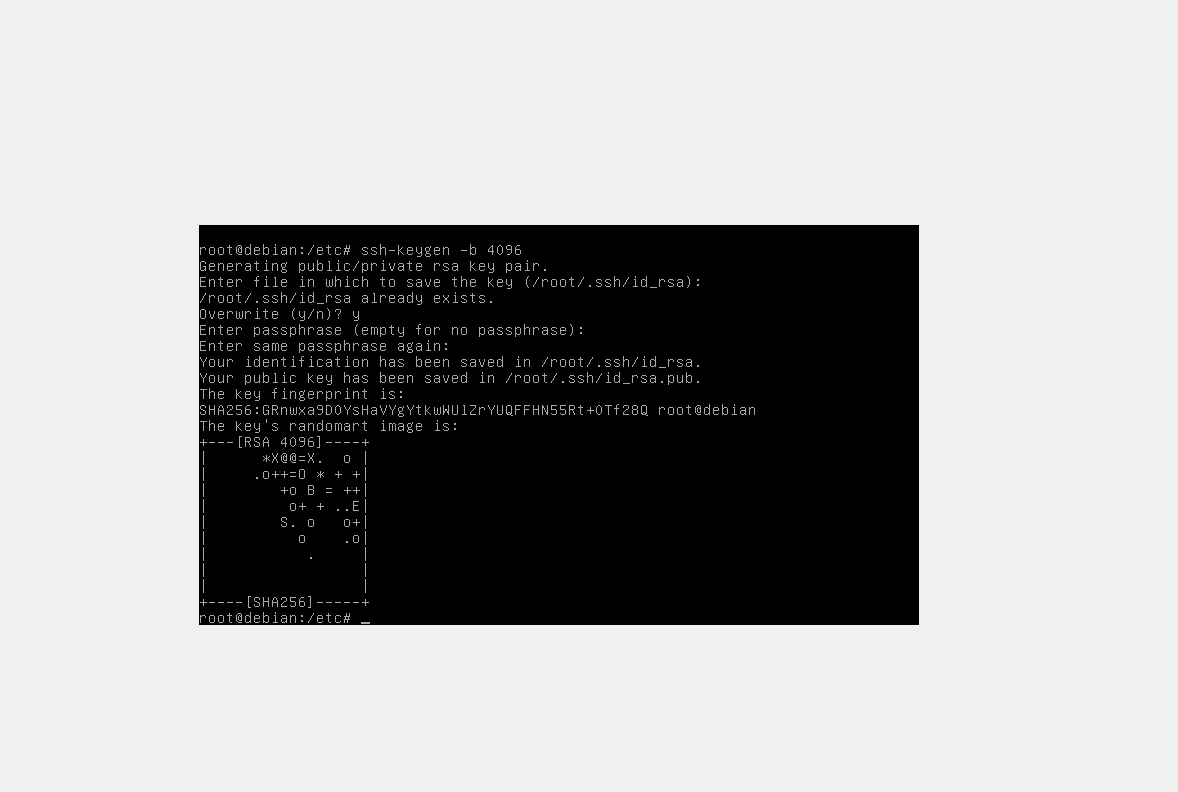 root@debian:/etc# ssh-keygen -b 4096
Generating public/private rsa key pair.
Enter file in which to save the key (/root/.ssh/id_rsa):
/root/.ssh/id_rsa already exists.
Overwrite (y/n)? y
Enter passphrase (empty for no passphrase):
Enter same passphrase again:
Your identification has been saved in /root/.ssh/id_rsa.
Your public key has been saved in /root/.ssh/id_rsa.pub.
The key fingerprint is:
SHA256:GRnwxa9D0YsHaVYgYtkwWUlZrYUQFFHN55Rt+0Tf28Q root@debian
The key's randomart image is:
+---[RSA 4096]----+
|      *X@@=X.  o |
|     .o++=O * + +|
|        +o B = ++|
|         o+ + ..E|
|        S. o   o+|
|          o    .o|
|           .     |
|                 |
|                 |
+----[SHA256]-----+
root@debian:/etc# _